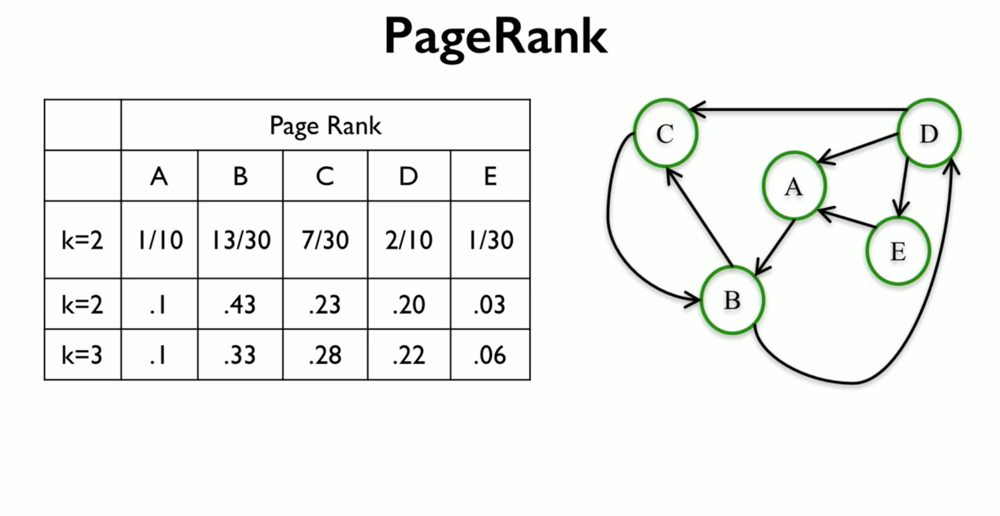 PageRank
Page Rank
A B C D E
k=2 1/10 13/30 7/30 2/10 1/30
k=2 .1 .43 .23 .20 .03
k=3 .1 .33 .28 .22 .06
C
D
A
E
B